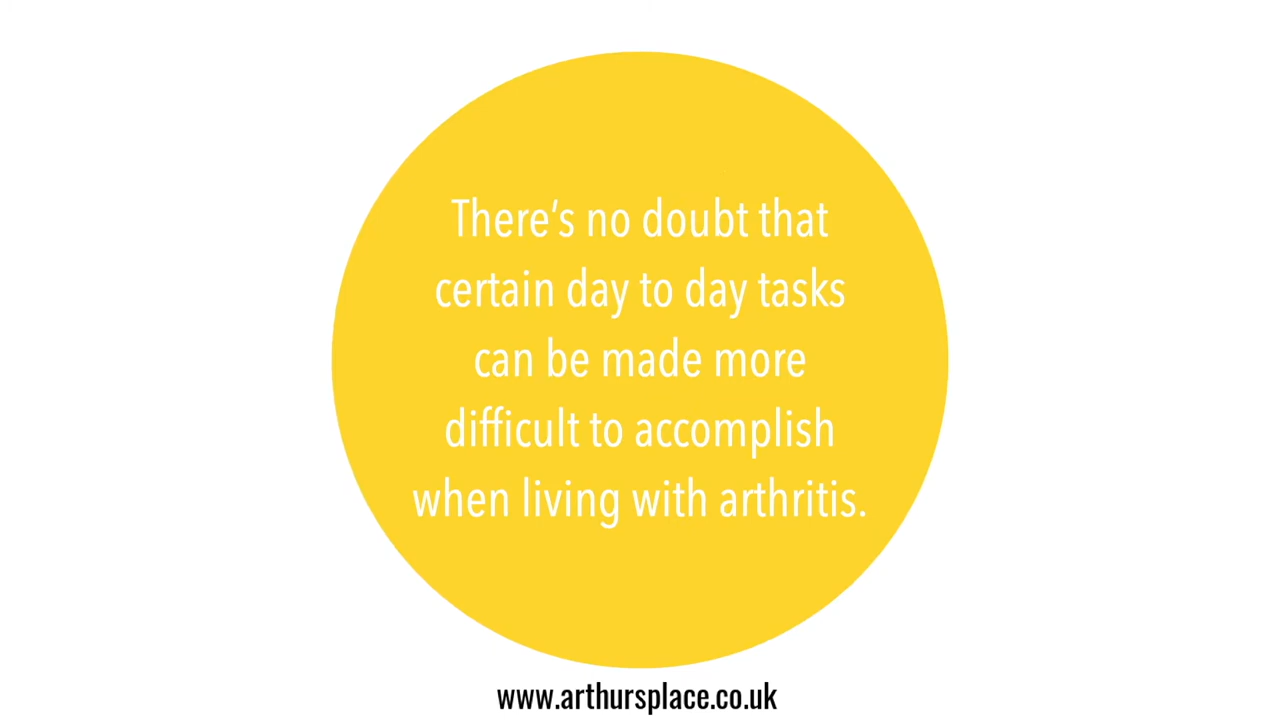 There’s no doubt that
certain day to day tasks
can be made more
difficult to accomplish
when living with arthritis.
www.arthursplace.co.uk